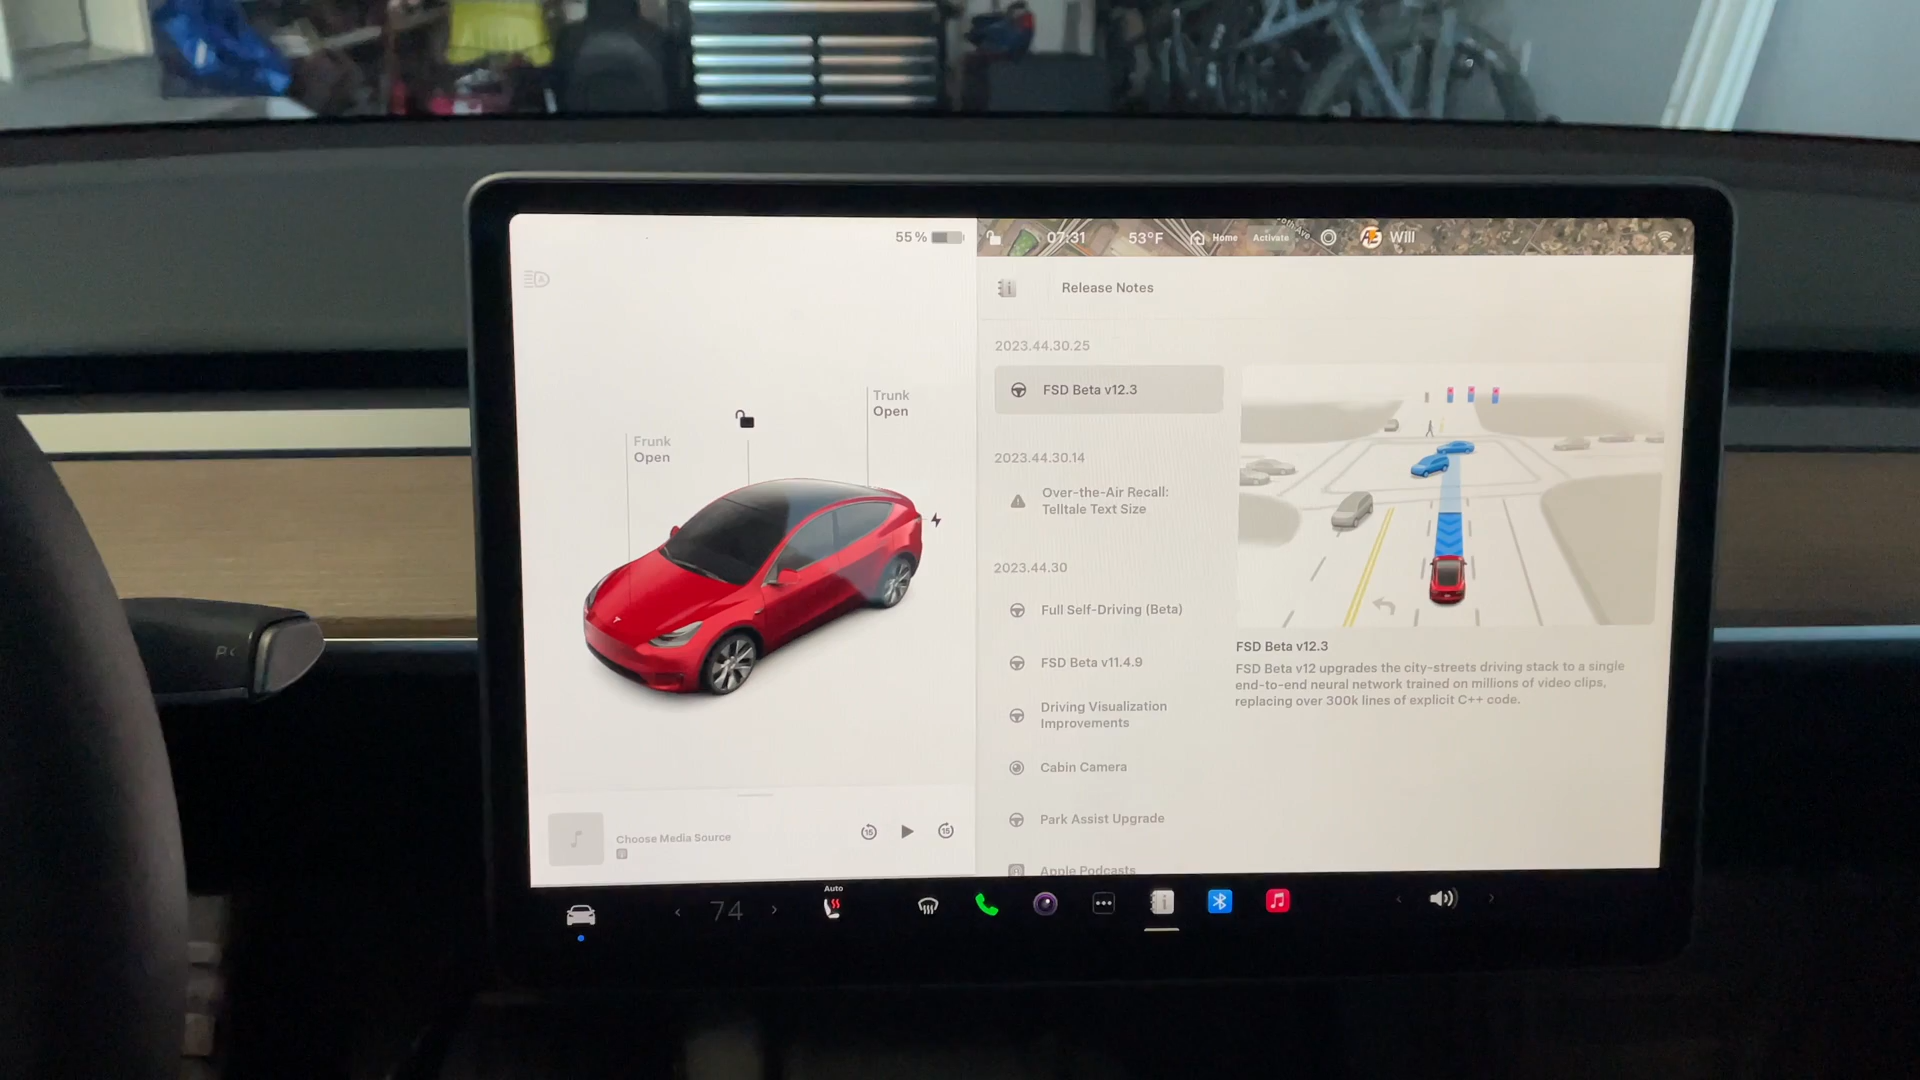 55 %
07:31
53°F
Home
Activate
Will
Release Notes
2023.44.30.25
FSD Beta v12.3
2023.44.30.14
Over-the-Air Recall:
Telltale Text Size
2023.44.30
Full Self-Driving (Beta)
FSD Beta v11.4.9
Driving Visualization
Improvements
Cabin Camera
Park Assist Upgrade
Apple Podcasts
FSD Beta v12.3
FSD Beta v12 upgrades the city-streets driving stack to a single
end-to-end neural network trained on millions of video clips,
replacing over 300k lines of explicit C++ code.
Trunk
Open
Frunk
Open
Choose Media Source
15
15
Auto
74
P